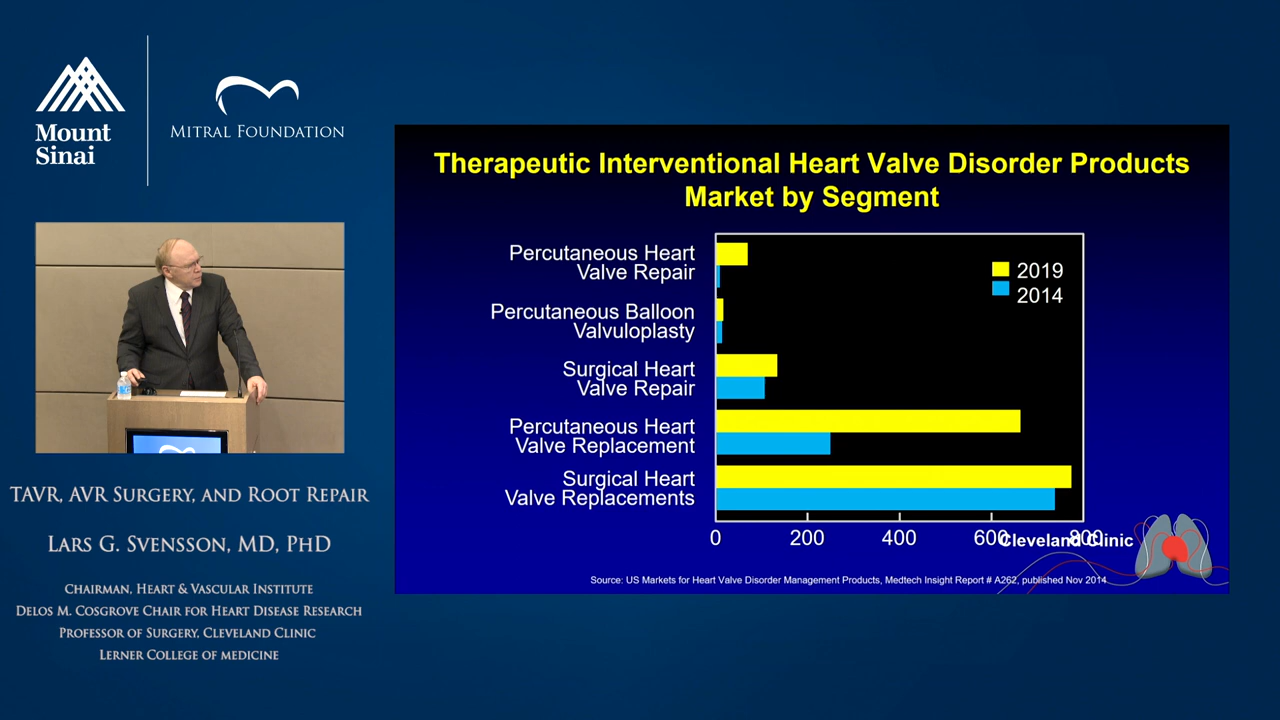 Mount
Sinai
MITRAL FOUNDATION
TAVR, AVR SURGERY, AND ROOT REPAIR
LARS G. SVENSSON, MD, PHD
CHAIRMAN, HEART & VASCULAR INSTITUTE
DELOS M. COSGROVE CHAIR FOR HEART DISEASE RESEARCH
PROFESSOR OF SURGERY, CLEVELAND CLINIC
LERNER COLLEGE OF MEDICINE
Therapeutic Interventional Heart Valve Disorder Products
Market by Segment
Percutaneous Heart
Valve Repair
Percutaneous Balloon
Valvuloplasty
Surgical Heart
Valve Repair
Percutaneous Heart
Valve Replacement
Surgical Heart
Valve Replacements
2019
2014
0 200 400 600 800
Cleveland Clinic
Source: US Markets for Heart Valve Disorder Management Products, Medtech Insight Report # A262, published Nov 2014